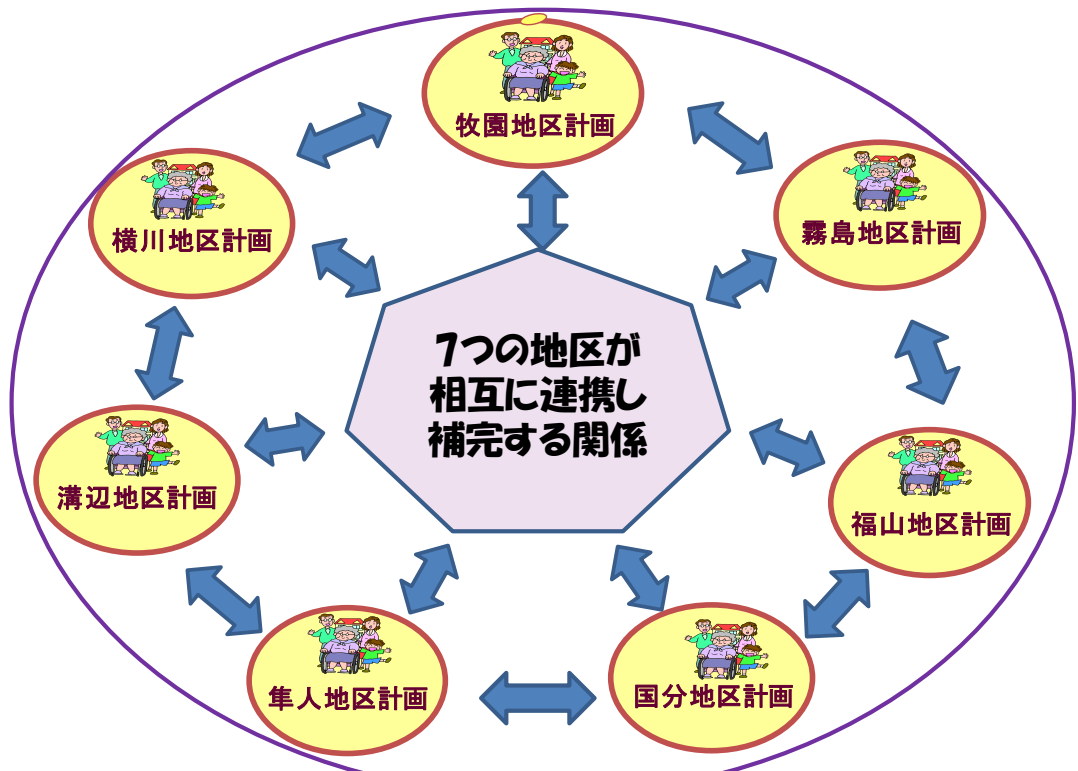 牧園地区計画
横川地区計画
霧島地区計画
7つの地区が
相互に連携し
補完する関係
溝辺地区計画
福山地区計画
隼人地区計画
国分地区計画